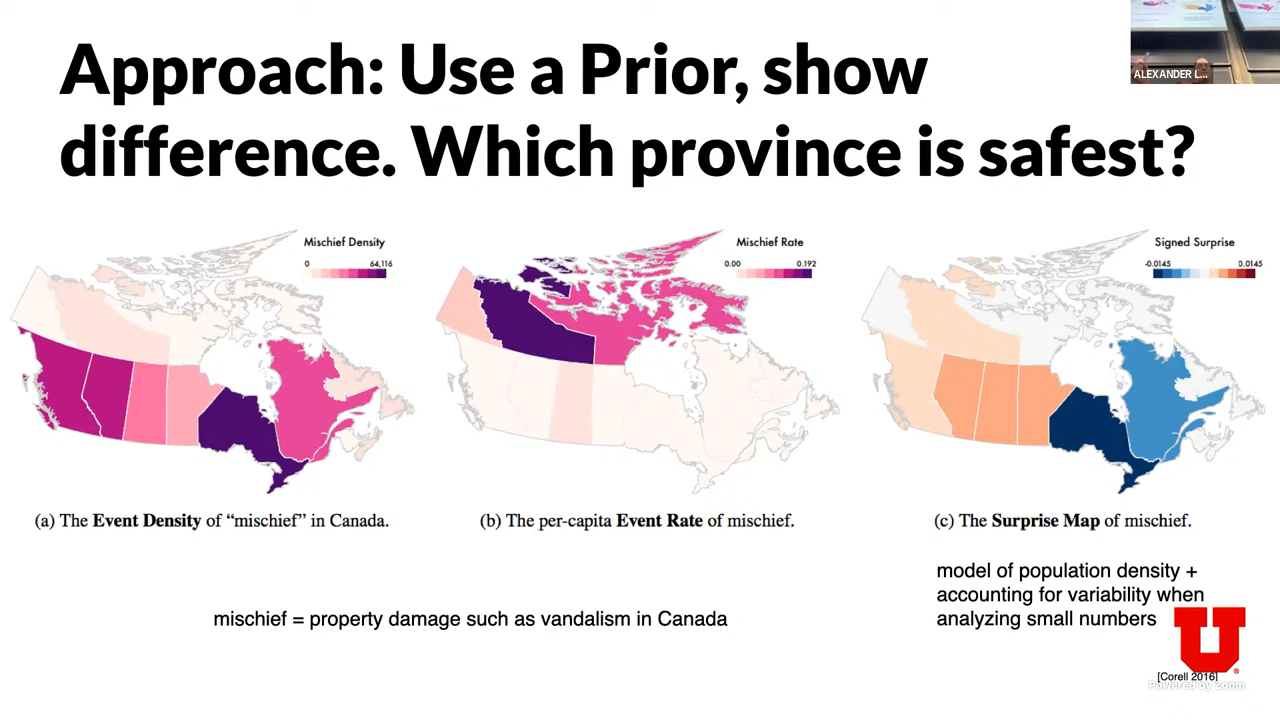 Approach: Use a Prior, show
difference. Which province is safest?
ALEXANDER L...
Mischief Density
0 64,116
Mischief Rate
0.00 0.192
Signed Surprise
-0.0145 0.0145
(a) The Event Density of “mischief” in Canada.
(b) The per-capita Event Rate of mischief.
(c) The Surprise Map of mischief.
model of population density +
accounting for variability when
analyzing small numbers
mischief = property damage such as vandalism in Canada
U
®
[Corell 2016]
Powered by Zoom